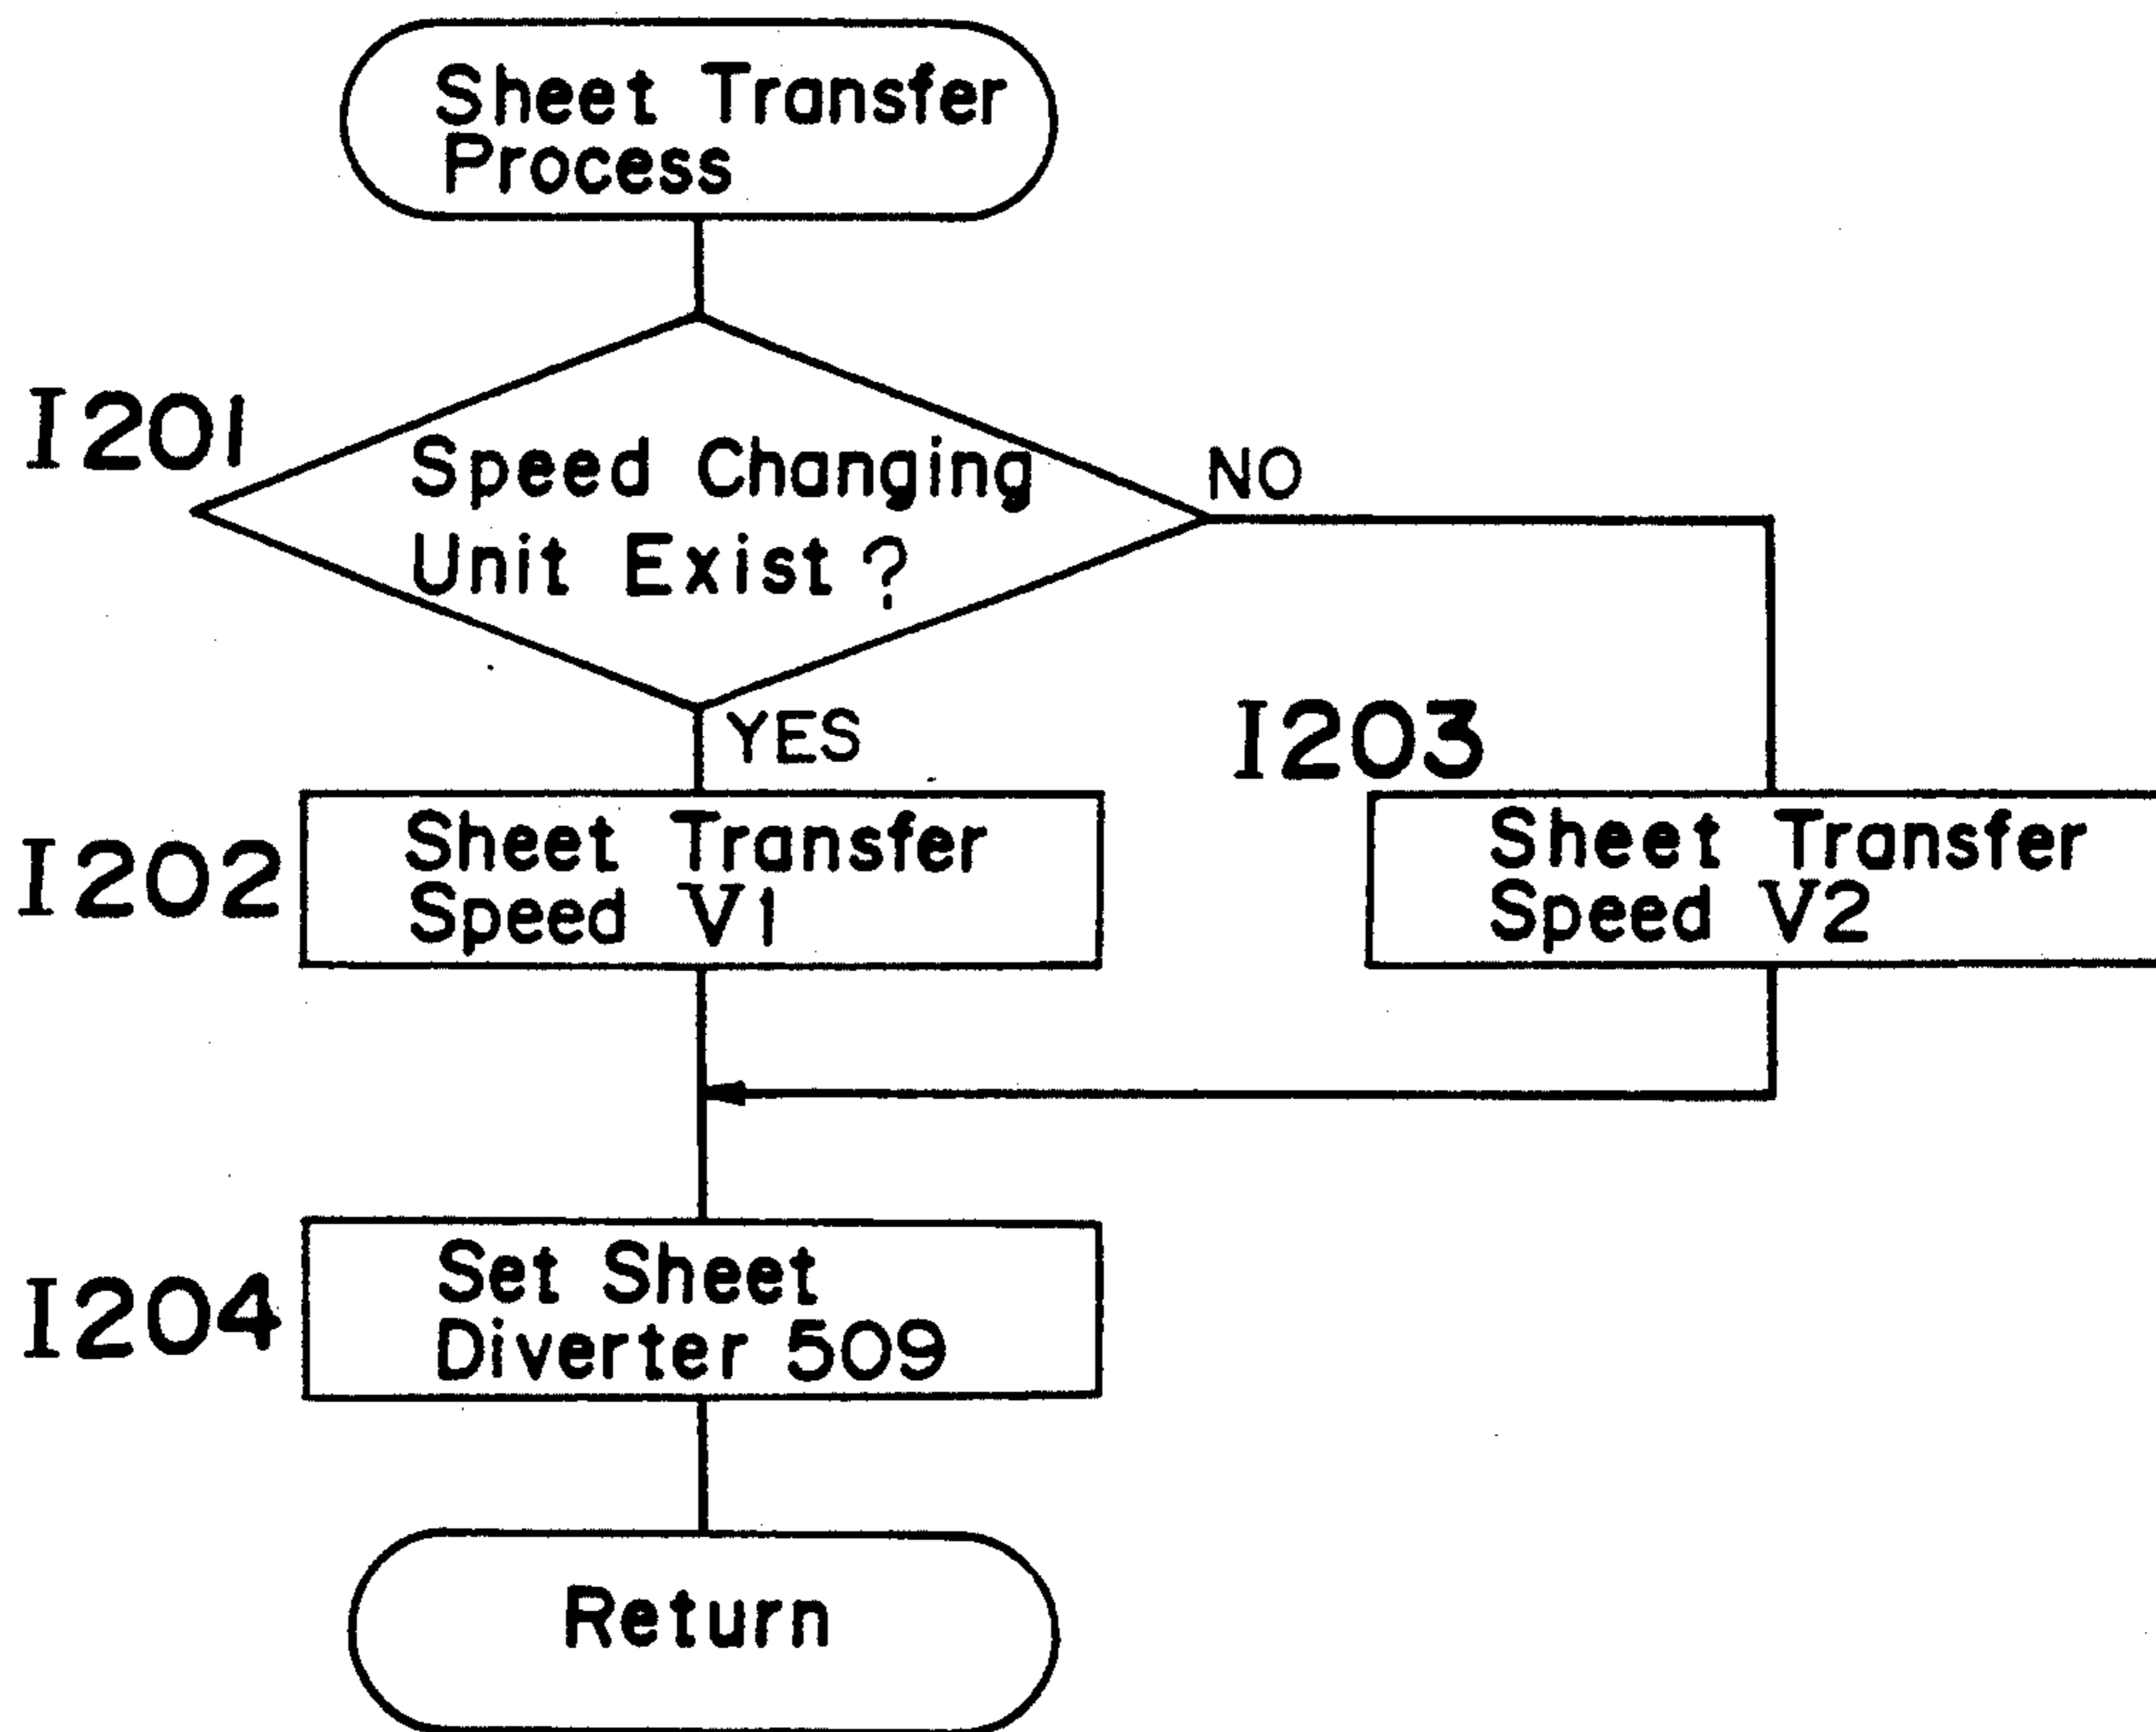 Sheet Transfer
Process
I201
Speed Changing
Unit Exist ?
NO
YES
I202
Sheet Transfer
Speed V1
I203
Sheet Transfer
Speed V2
I204
Set Sheet
Diverter 509
Return